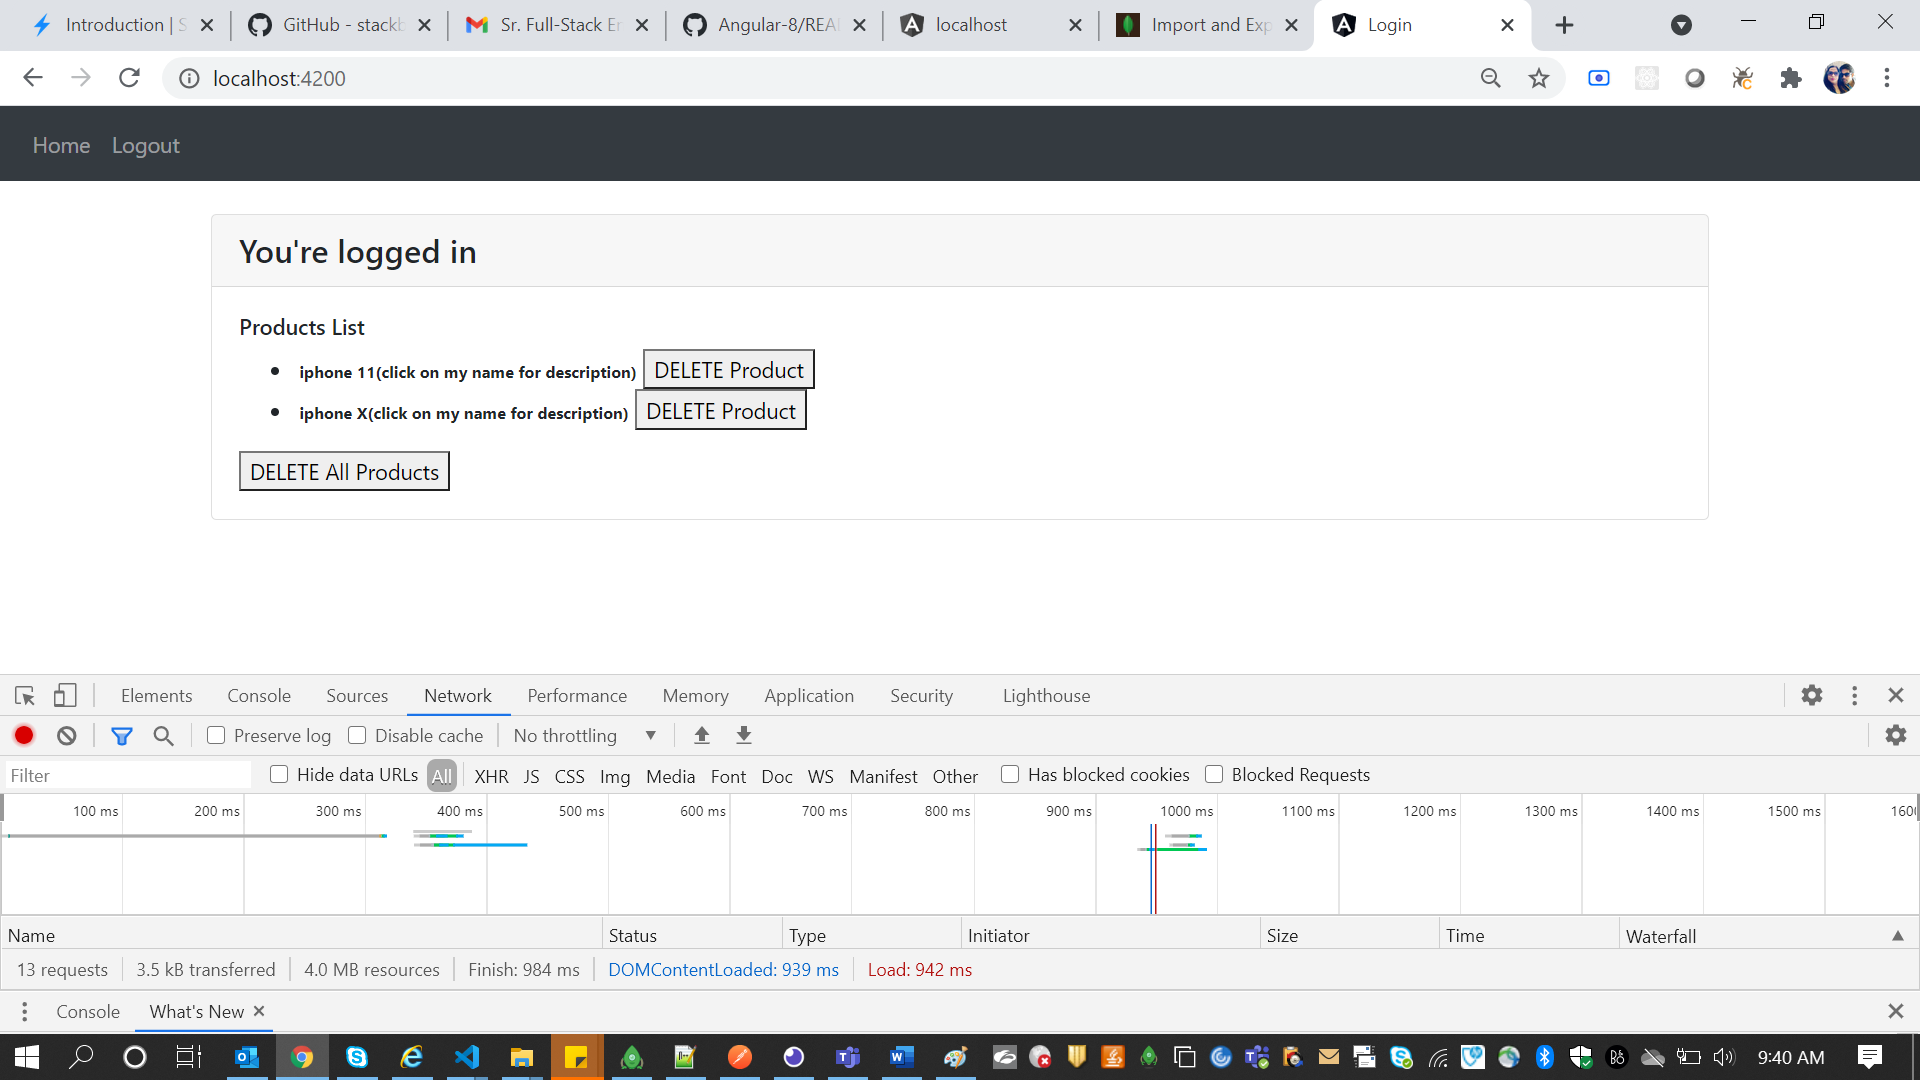 Introduction | S
GitHub - stackb
Sr. Full-Stack En
Angular-8/REA
localhost
Import and Exp
Login
localhost:4200
Home Logout
You're logged in
Products List
iphone 11(click on my name for description) DELETE Product
iphone X(click on my name for description) DELETE Product
DELETE All Products
Elements Console Sources Network Performance Memory Application Security Lighthouse
Preserve log Disable cache No throttling
Filter Hide data URLs All XHR JS CSS Img Media Font Doc WS Manifest Other Has blocked cookies Blocked Requests
100 ms 200 ms 300 ms 400 ms 500 ms 600 ms 700 ms 800 ms 900 ms 1000 ms 1100 ms 1200 ms 1300 ms 1400 ms 1500 ms 160
Name Status Type Initiator Size Time Waterfall
13 requests 3.5 kB transferred 4.0 MB resources Finish: 984 ms DOMContentLoaded: 939 ms Load: 942 ms
Console What's New
9:40 AM